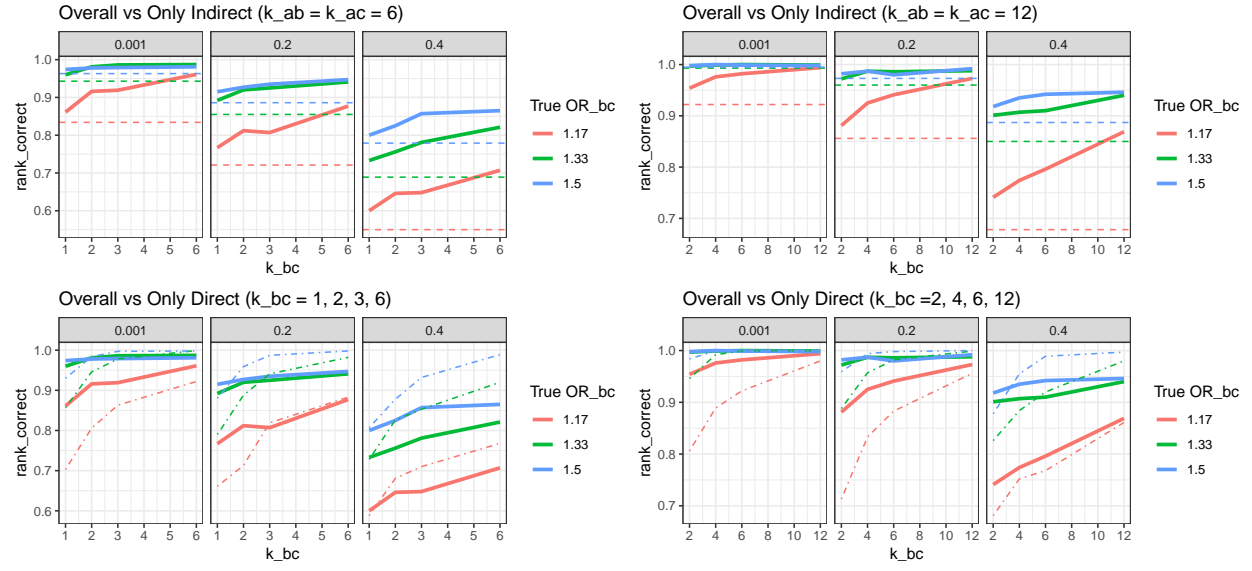 Overall vs Only Indirect (k_ab = k_ac = 6)
0.001 0.2 0.4
1.0
0.9
0.8
0.7
0.6
rank_correct
1 2 3 4 5 6 1 2 3 4 5 6 1 2 3 4 5 6
k_bc
True OR_bc
1.17
1.33
1.5
Overall vs Only Indirect (k_ab = k_ac = 12)
0.001 0.2 0.4
1.0
0.9
0.8
0.7
rank_correct
2 4 6 8 10 12 2 4 6 8 10 12 2 4 6 8 10 12
k_bc
True OR_bc
1.17
1.33
1.5
Overall vs Only Direct (k_bc = 1, 2, 3, 6)
0.001 0.2 0.4
1.0
0.9
0.8
0.7
0.6
rank_correct
1 2 3 4 5 6 1 2 3 4 5 6 1 2 3 4 5 6
k_bc
True OR_bc
1.17
1.33
1.5
Overall vs Only Direct (k_bc =2, 4, 6, 12)
0.001 0.2 0.4
1.0
0.9
0.8
0.7
rank_correct
2 4 6 8 10 12 2 4 6 8 10 12 2 4 6 8 10 12
k_bc
True OR_bc
1.17
1.33
1.5